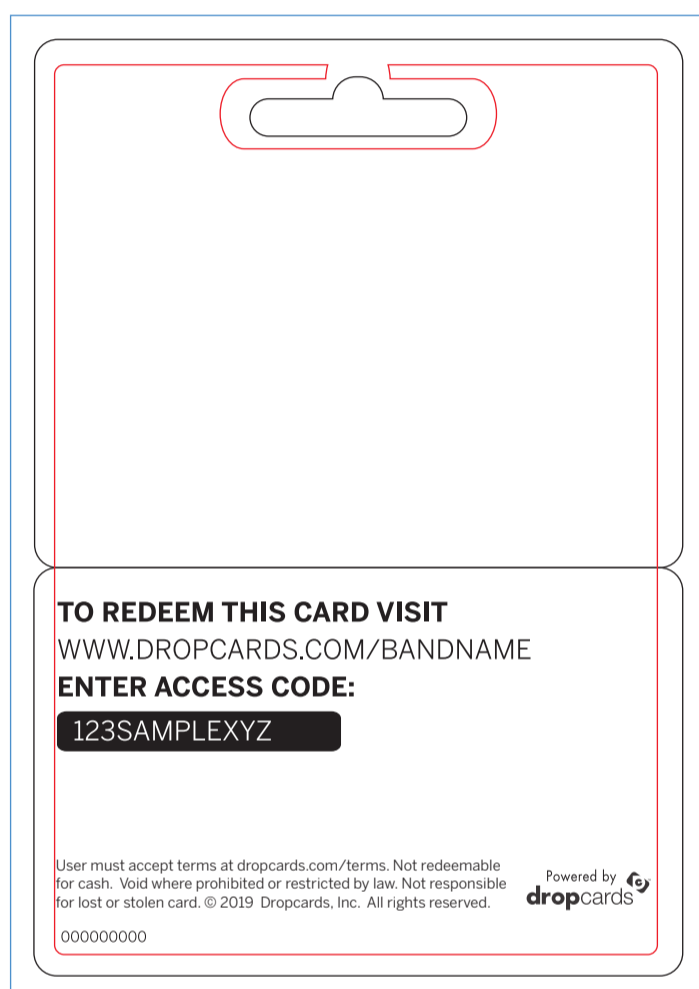 TO REDEEM THIS CARD VISIT
WWW.DROPCARDS.COM/BANDNAME
ENTER ACCESS CODE:
123SAMPLEXYZ
User must accept terms at dropcards.com/terms. Not redeemable
for cash. Void where prohibited or restricted by law. Not responsible
for lost or stolen card. © 2019 Dropcards, Inc. All rights reserved.
Powered by
dropcards
000000000